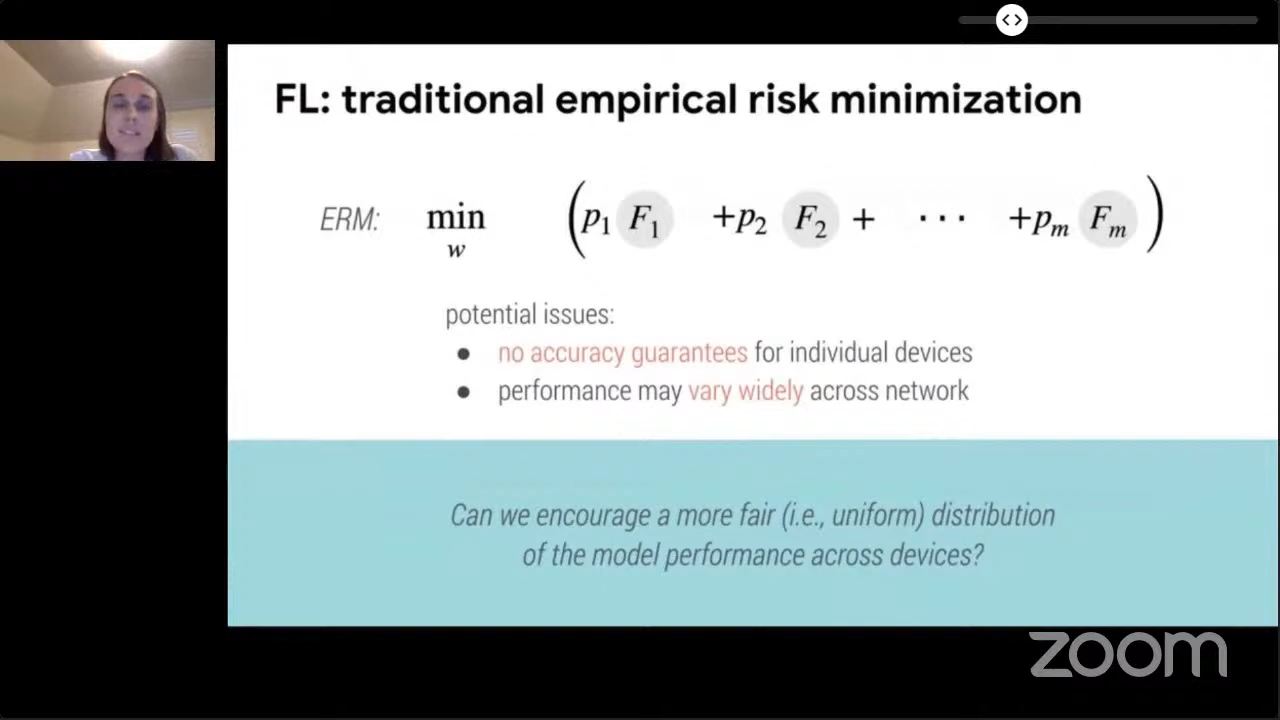 FL: traditional empirical risk minimization
ERM: min w (p₁ F₁ +p₂ F₂ + ··· +pₘ Fₘ)
potential issues:
● no accuracy guarantees for individual devices
● performance may vary widely across network
Can we encourage a more fair (i.e., uniform) distribution
of the model performance across devices?
zoom